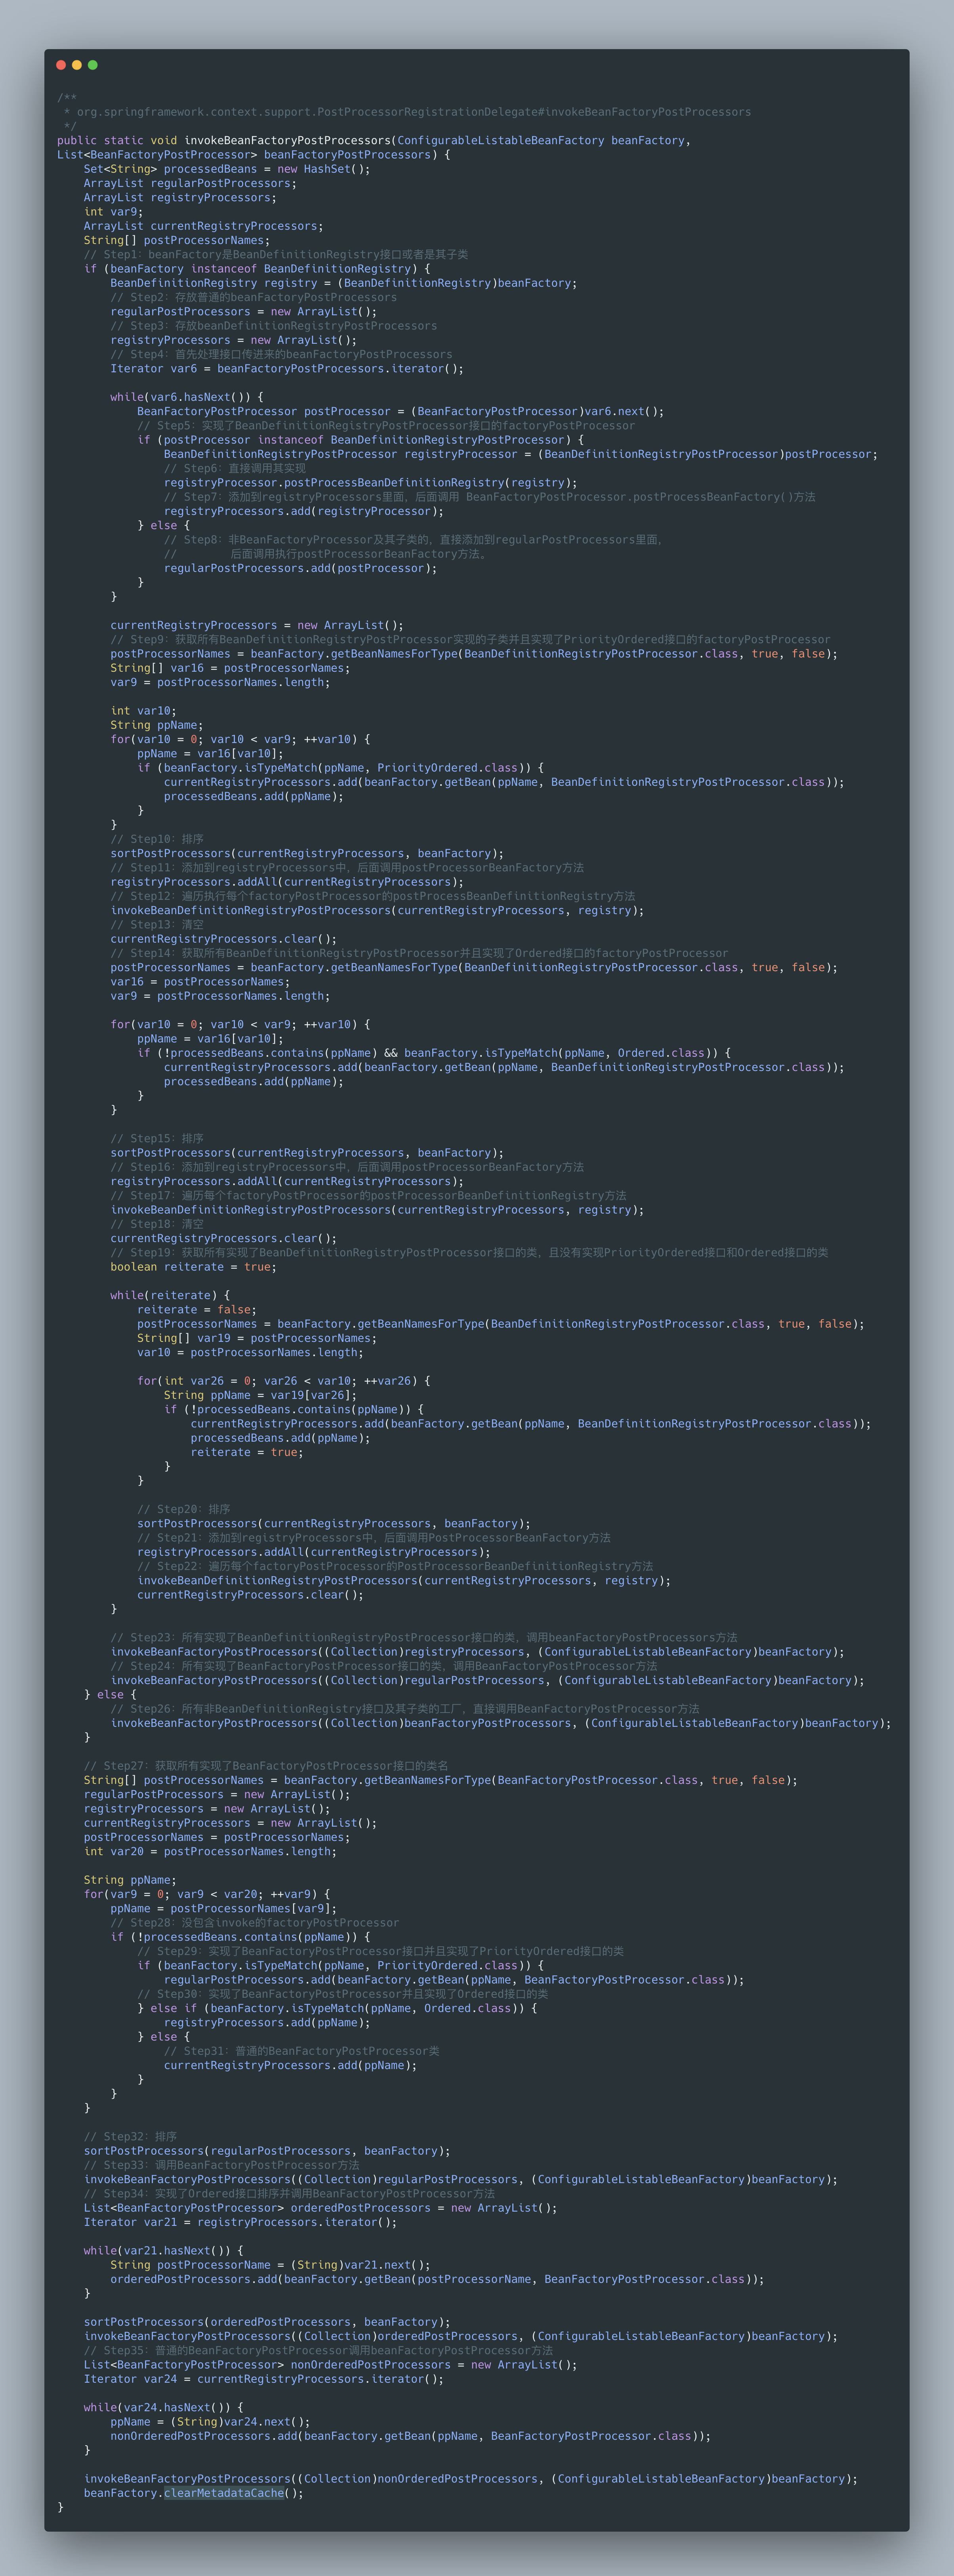 /**
 * org.springframework.context.support.PostProcessorRegistrationDelegate#invokeBeanFactoryPostProcessors
 */
public static void invokeBeanFactoryPostProcessors(ConfigurableListableBeanFactory beanFactory,
List<BeanFactoryPostProcessor> beanFactoryPostProcessors) {
    Set<String> processedBeans = new HashSet();
    ArrayList regularPostProcessors;
    ArrayList registryProcessors;
    int var9;
    ArrayList currentRegistryProcessors;
    String[] postProcessorNames;
    // Step1：beanFactory是BeanDefinitionRegistry接口或者是其子类
    if (beanFactory instanceof BeanDefinitionRegistry) {
        BeanDefinitionRegistry registry = (BeanDefinitionRegistry)beanFactory;
        // Step2：存放普通的beanFactoryPostProcessors
        regularPostProcessors = new ArrayList();
        // Step3：存放beanDefinitionRegistryPostProcessors
        registryProcessors = new ArrayList();
        // Step4：首先处理接口传进来的beanFactoryPostProcessors
        Iterator var6 = beanFactoryPostProcessors.iterator();

        while(var6.hasNext()) {
            BeanFactoryPostProcessor postProcessor = (BeanFactoryPostProcessor)var6.next();
            // Step5：实现了BeanDefinitionRegistryPostProcessor接口的factoryPostProcessor
            if (postProcessor instanceof BeanDefinitionRegistryPostProcessor) {
                BeanDefinitionRegistryPostProcessor registryProcessor = (BeanDefinitionRegistryPostProcessor)postProcessor;
                // Step6：直接调用其实现
                registryProcessor.postProcessBeanDefinitionRegistry(registry);
                // Step7：添加到registryProcessors里面，后面调用 BeanFactoryPostProcessor.postProcessBeanFactory()方法
                registryProcessors.add(registryProcessor);
            } else {
                // Step8：非BeanFactoryProcessor及其子类的，直接添加到regularPostProcessors里面，
                //        后面调用执行postProcessorBeanFactory方法。
                regularPostProcessors.add(postProcessor);
            }
        }

        currentRegistryProcessors = new ArrayList();
        // Step9：获取所有BeanDefinitionRegistryPostProcessor实现的子类并且实现了PriorityOrdered接口的factoryPostProcessor
        postProcessorNames = beanFactory.getBeanNamesForType(BeanDefinitionRegistryPostProcessor.class, true, false);
        String[] var16 = postProcessorNames;
        var9 = postProcessorNames.length;

        int var10;
        String ppName;
        for(var10 = 0; var10 < var9; ++var10) {
            ppName = var16[var10];
            if (beanFactory.isTypeMatch(ppName, PriorityOrdered.class)) {
                currentRegistryProcessors.add(beanFactory.getBean(ppName, BeanDefinitionRegistryPostProcessor.class));
                processedBeans.add(ppName);
            }
        }
        // Step10：排序
        sortPostProcessors(currentRegistryProcessors, beanFactory);
        // Step11：添加到registryProcessors中，后面调用postProcessorBeanFactory方法
        registryProcessors.addAll(currentRegistryProcessors);
        // Step12：遍历执行每个factoryPostProcessor的postProcessBeanDefinitionRegistry方法
        invokeBeanDefinitionRegistryPostProcessors(currentRegistryProcessors, registry);
        // Step13：清空
        currentRegistryProcessors.clear();
        // Step14：获取所有BeanDefinitionRegistryPostProcessor并且实现了Ordered接口的factoryPostProcessor
        postProcessorNames = beanFactory.getBeanNamesForType(BeanDefinitionRegistryPostProcessor.class, true, false);
        var16 = postProcessorNames;
        var9 = postProcessorNames.length;

        for(var10 = 0; var10 < var9; ++var10) {
            ppName = var16[var10];
            if (!processedBeans.contains(ppName) && beanFactory.isTypeMatch(ppName, Ordered.class)) {
                currentRegistryProcessors.add(beanFactory.getBean(ppName, BeanDefinitionRegistryPostProcessor.class));
                processedBeans.add(ppName);
            }
        }

        // Step15：排序
        sortPostProcessors(currentRegistryProcessors, beanFactory);
        // Step16：添加到registryProcessors中，后面调用postProcessorBeanFactory方法
        registryProcessors.addAll(currentRegistryProcessors);
        // Step17：遍历每个factoryPostProcessor的postProcessorBeanDefinitionRegistry方法
        invokeBeanDefinitionRegistryPostProcessors(currentRegistryProcessors, registry);
        // Step18：清空
        currentRegistryProcessors.clear();
        // Step19：获取所有实现了BeanDefinitionRegistryPostProcessor接口的类，且没有实现PriorityOrdered接口和Ordered接口的类
        boolean reiterate = true;

        while(reiterate) {
            reiterate = false;
            postProcessorNames = beanFactory.getBeanNamesForType(BeanDefinitionRegistryPostProcessor.class, true, false);
            String[] var19 = postProcessorNames;
            var10 = postProcessorNames.length;

            for(int var26 = 0; var26 < var10; ++var26) {
                String ppName = var19[var26];
                if (!processedBeans.contains(ppName)) {
                    currentRegistryProcessors.add(beanFactory.getBean(ppName, BeanDefinitionRegistryPostProcessor.class));
                    processedBeans.add(ppName);
                    reiterate = true;
                }
            }

            // Step20：排序
            sortPostProcessors(currentRegistryProcessors, beanFactory);
            // Step21：添加到registryProcessors中，后面调用PostProcessorBeanFactory方法
            registryProcessors.addAll(currentRegistryProcessors);
            // Step22：遍历每个factoryPostProcessor的PostProcessorBeanDefinitionRegistry方法
            invokeBeanDefinitionRegistryPostProcessors(currentRegistryProcessors, registry);
            currentRegistryProcessors.clear();
        }

        // Step23：所有实现了BeanDefinitionRegistryPostProcessor接口的类，调用beanFactoryPostProcessors方法
        invokeBeanFactoryPostProcessors((Collection)registryProcessors, (ConfigurableListableBeanFactory)beanFactory);
        // Step24：所有实现了BeanFactoryPostProcessor接口的类，调用BeanFactoryPostProcessor方法
        invokeBeanFactoryPostProcessors((Collection)regularPostProcessors, (ConfigurableListableBeanFactory)beanFactory);
    } else {
        // Step26：所有非BeanDefinitionRegistry接口及其子类的工厂，直接调用BeanFactoryPostProcessor方法
        invokeBeanFactoryPostProcessors((Collection)beanFactoryPostProcessors, (ConfigurableListableBeanFactory)beanFactory);
    }

    // Step27：获取所有实现了BeanFactoryPostProcessor接口的类名
    String[] postProcessorNames = beanFactory.getBeanNamesForType(BeanFactoryPostProcessor.class, true, false);
    regularPostProcessors = new ArrayList();
    registryProcessors = new ArrayList();
    currentRegistryProcessors = new ArrayList();
    postProcessorNames = postProcessorNames;
    int var20 = postProcessorNames.length;

    String ppName;
    for(var9 = 0; var9 < var20; ++var9) {
        ppName = postProcessorNames[var9];
        // Step28：没包含invoke的factoryPostProcessor
        if (!processedBeans.contains(ppName)) {
            // Step29：实现了BeanFactoryPostProcessor接口并且实现了PriorityOrdered接口的类
            if (beanFactory.isTypeMatch(ppName, PriorityOrdered.class)) {
                regularPostProcessors.add(beanFactory.getBean(ppName, BeanFactoryPostProcessor.class));
            // Step30：实现了BeanFactoryPostProcessor并且实现了Ordered接口的类
            } else if (beanFactory.isTypeMatch(ppName, Ordered.class)) {
                registryProcessors.add(ppName);
            } else {
                // Step31：普通的BeanFactoryPostProcessor类
                currentRegistryProcessors.add(ppName);
            }
        }
    }

    // Step32：排序
    sortPostProcessors(regularPostProcessors, beanFactory);
    // Step33：调用BeanFactoryPostProcessor方法
    invokeBeanFactoryPostProcessors((Collection)regularPostProcessors, (ConfigurableListableBeanFactory)beanFactory);
    // Step34：实现了Ordered接口排序并调用BeanFactoryPostProcessor方法
    List<BeanFactoryPostProcessor> orderedPostProcessors = new ArrayList();
    Iterator var21 = registryProcessors.iterator();

    while(var21.hasNext()) {
        String postProcessorName = (String)var21.next();
        orderedPostProcessors.add(beanFactory.getBean(postProcessorName, BeanFactoryPostProcessor.class));
    }

    sortPostProcessors(orderedPostProcessors, beanFactory);
    invokeBeanFactoryPostProcessors((Collection)orderedPostProcessors, (ConfigurableListableBeanFactory)beanFactory);
    // Step35：普通的BeanFactoryPostProcessor调用beanFactoryPostProcessor方法
    List<BeanFactoryPostProcessor> nonOrderedPostProcessors = new ArrayList();
    Iterator var24 = currentRegistryProcessors.iterator();

    while(var24.hasNext()) {
        ppName = (String)var24.next();
        nonOrderedPostProcessors.add(beanFactory.getBean(ppName, BeanFactoryPostProcessor.class));
    }

    invokeBeanFactoryPostProcessors((Collection)nonOrderedPostProcessors, (ConfigurableListableBeanFactory)beanFactory);
    beanFactory.clearMetadataCache();
}